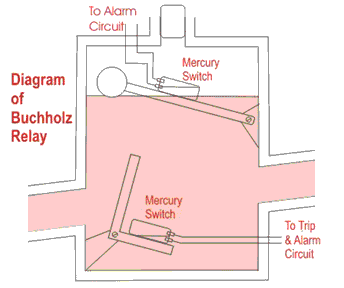 To Alarm
Circuit
Mercury
Switch
Diagram
of
Buchholz
Relay
Mercury
Switch
To Trip
& Alarm
Circuit